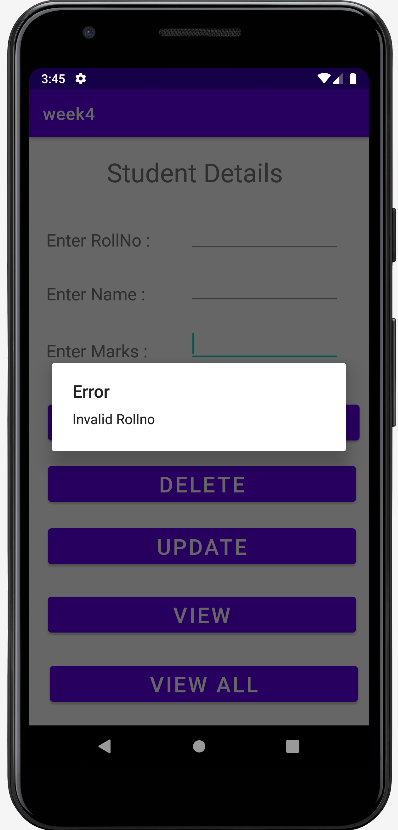 3:45
week4
Student Details
Enter RollNo :
Enter Name :
Enter Marks :
Error
Invalid Rollno
DELETE
UPDATE
VIEW
VIEW ALL